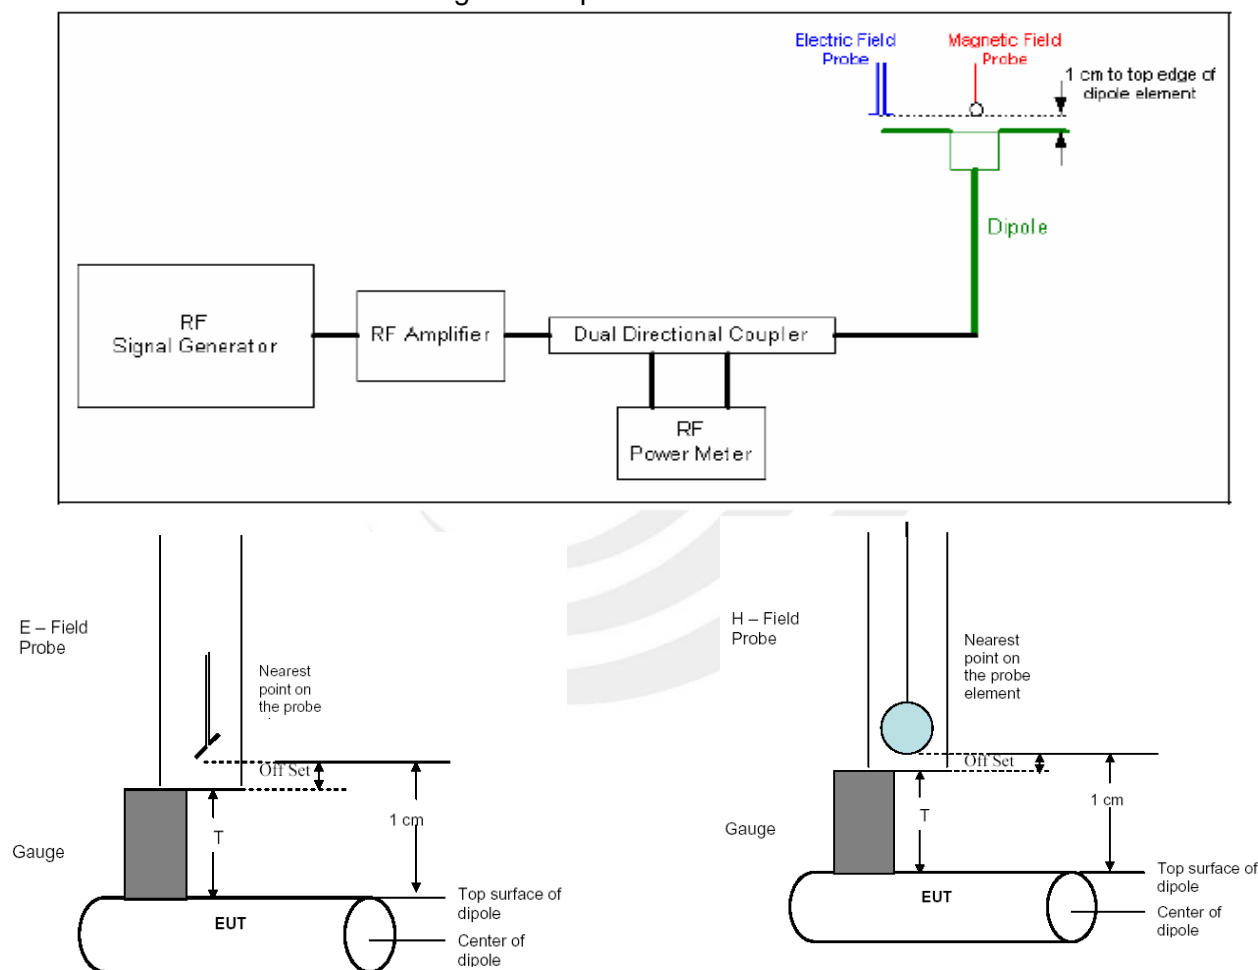 Electric Field
Probe
Magnetic Field
Probe
1 cm to top edge of
dipole element
Dipole
RF
Signal Generator
RF Amplifier
Dual Directional Coupler
RF
Power Meter
E – Field
Probe
Nearest
point on
the probe
Off Set
1 cm
T
Gauge
EUT
Top surface of
dipole
Center of
dipole
H – Field
Probe
Nearest
point on
the probe
element
Off Set
1 cm
T
Gauge
EUT
Top surface of
dipole
Center of
dipole